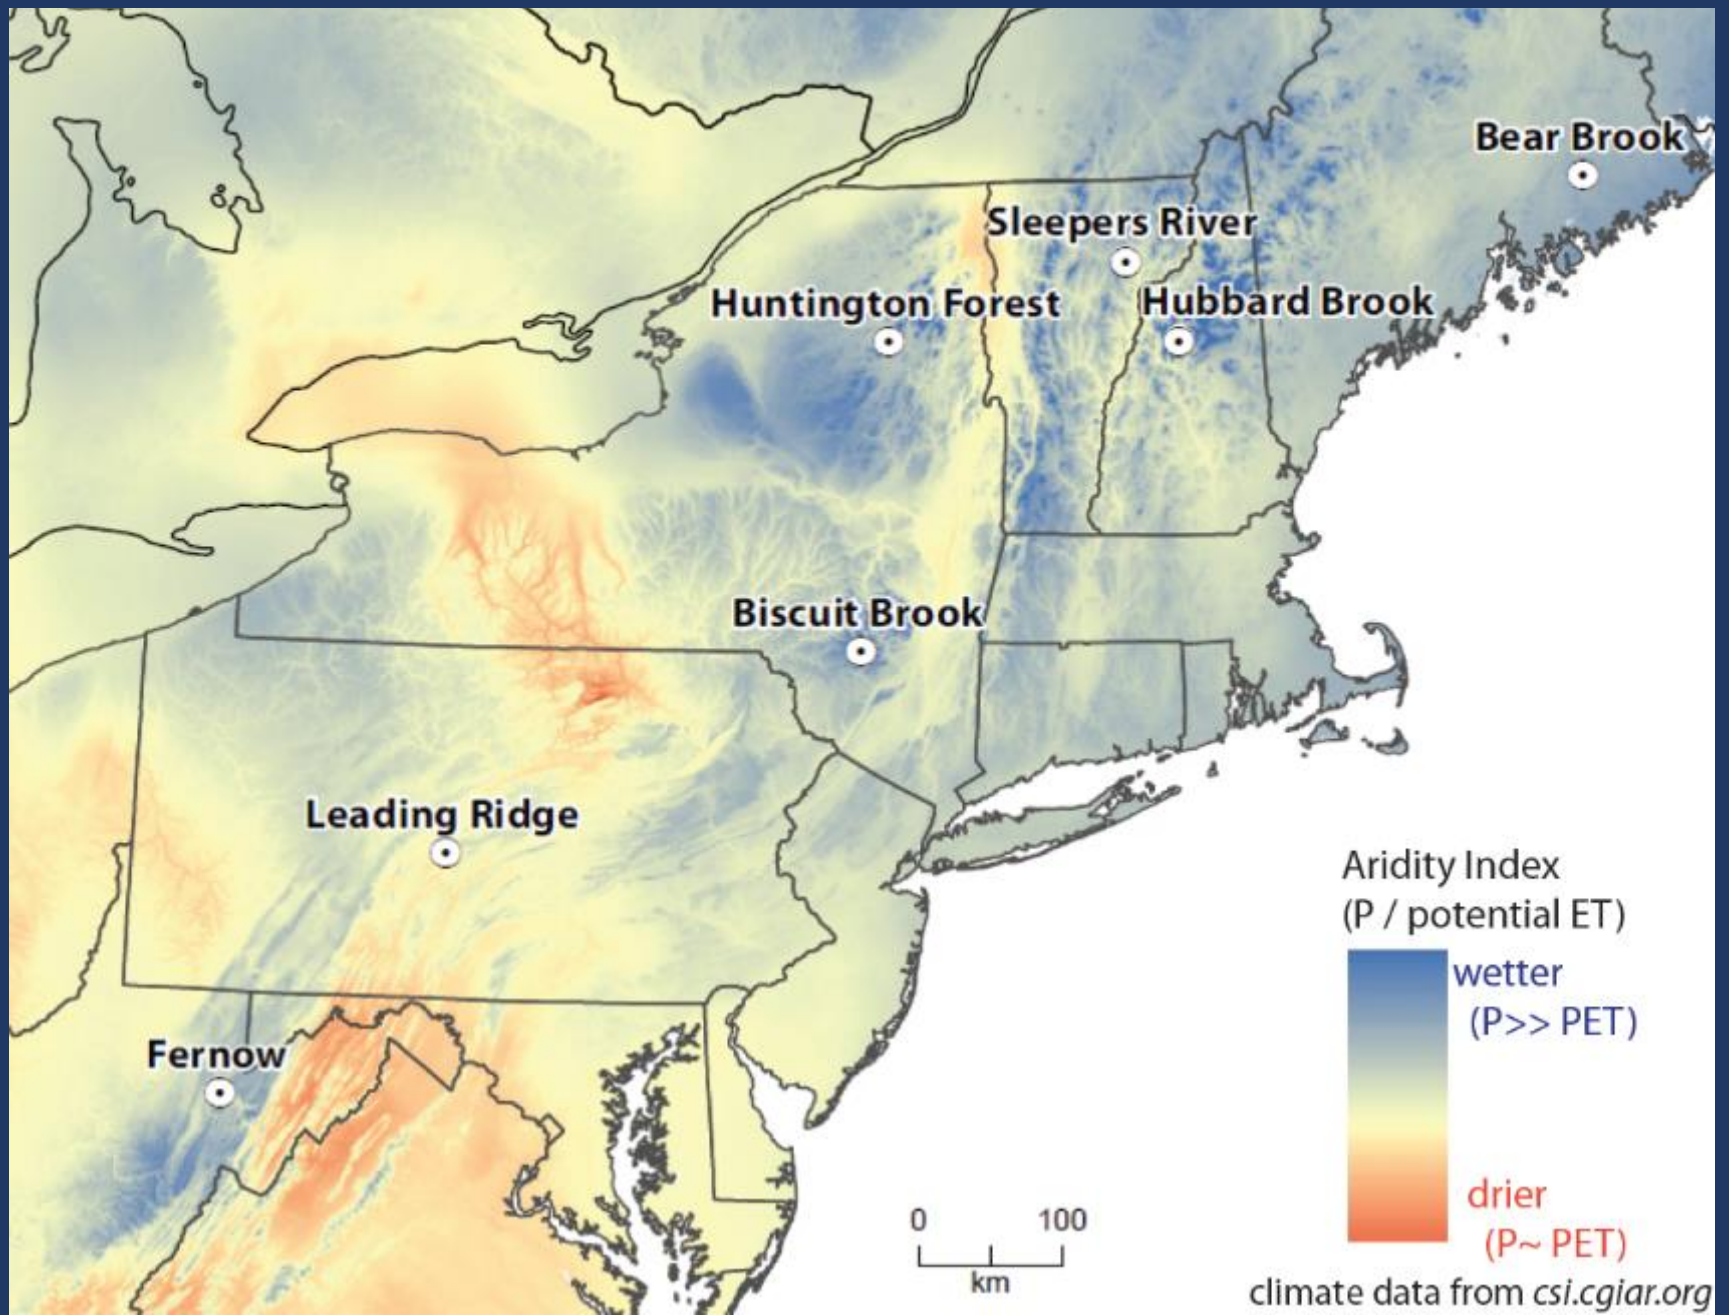 Bear Brook
Sleepers River
Huntington Forest
Hubbard Brook
Biscuit Brook
Leading Ridge
Fernow
Aridity Index
(P / potential ET)
wetter
(P>> PET)
drier
(P~ PET)
0 100
km
climate data from csi.cgiar.org